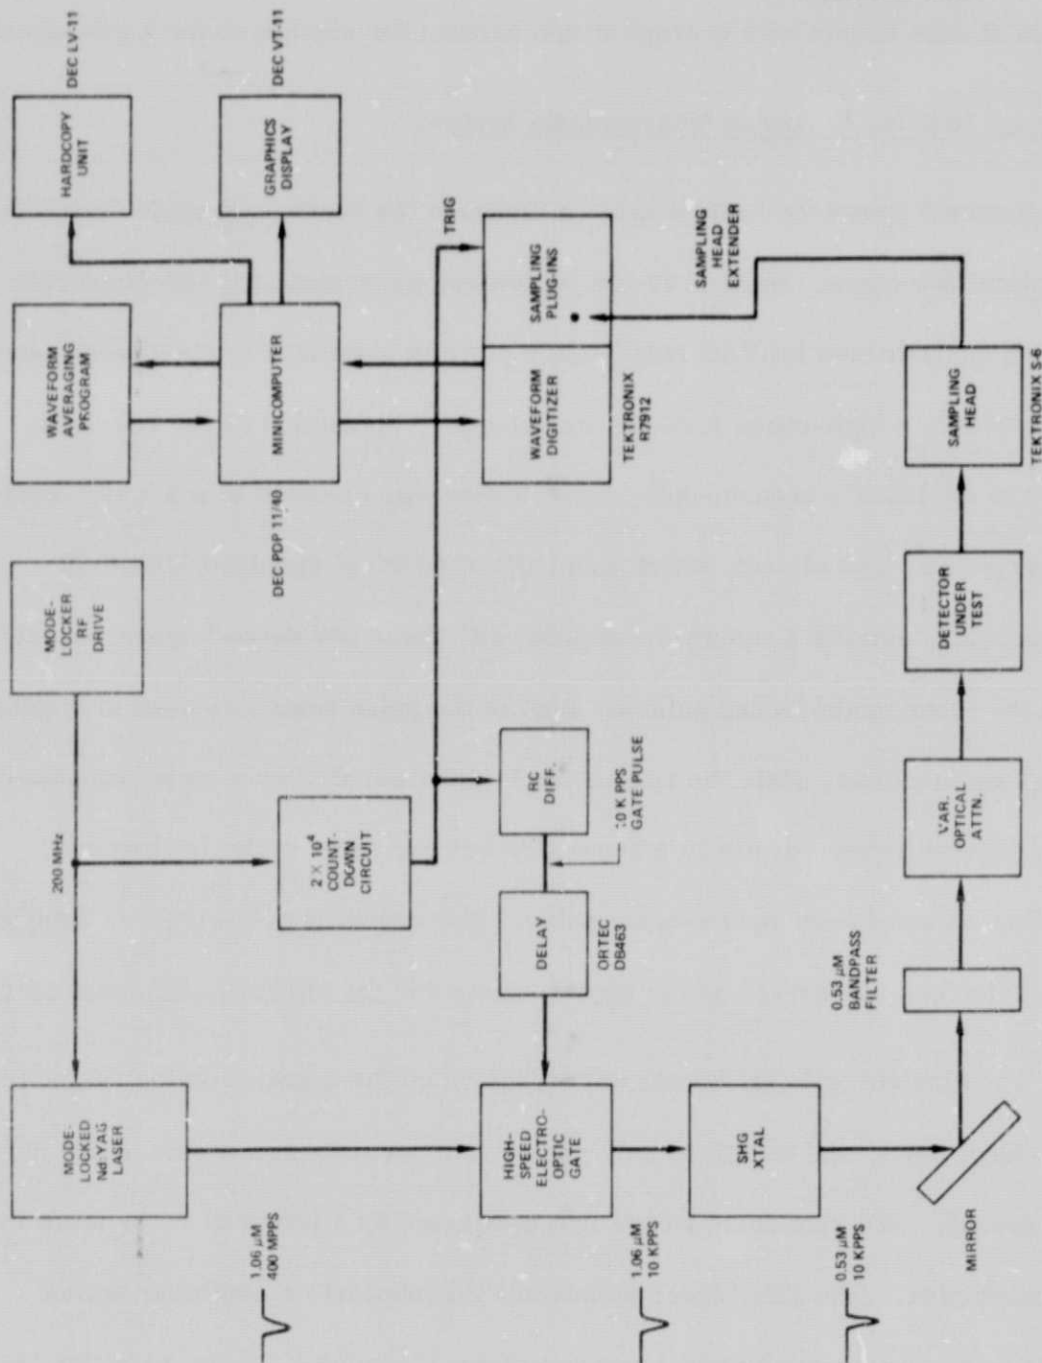 HARDCOPY
UNIT
DEC LV-11
GRAPHICS
DISPLAY
DEC VT-11
WAVEFORM
AVERAGING
PROGRAM
MINICOMPUTER
DEC PDP 11/40
TRIG
WAVEFORM
DIGITIZER
SAMPLING
PLUG-INS
TEKTRONIX
R7912
SAMPLING
HEAD
EXTENDER
SAMPLING
HEAD
TEKTRONIX S-6
MODE-
LOCKER
RF
DRIVE
200 MHz
2 × 10⁴
COUNT-
DOWN
CIRCUIT
RC
DIFF.
10 K PPS
GATE PULSE
DELAY
ORTEC
DB463
DETECTOR
UNDER
TEST
VAR.
OPTICAL
ATTN.
0.53 μM
BANDPASS
FILTER
MODE-
LOCKED
Nd:YAG
LASER
HIGH-
SPEED
ELECTRO-
OPTIC
GATE
SHG
XTAL
MIRROR
1.06 μM
400 MPPS
1.06 μM
10 KPPS
0.53 μM
10 KPPS